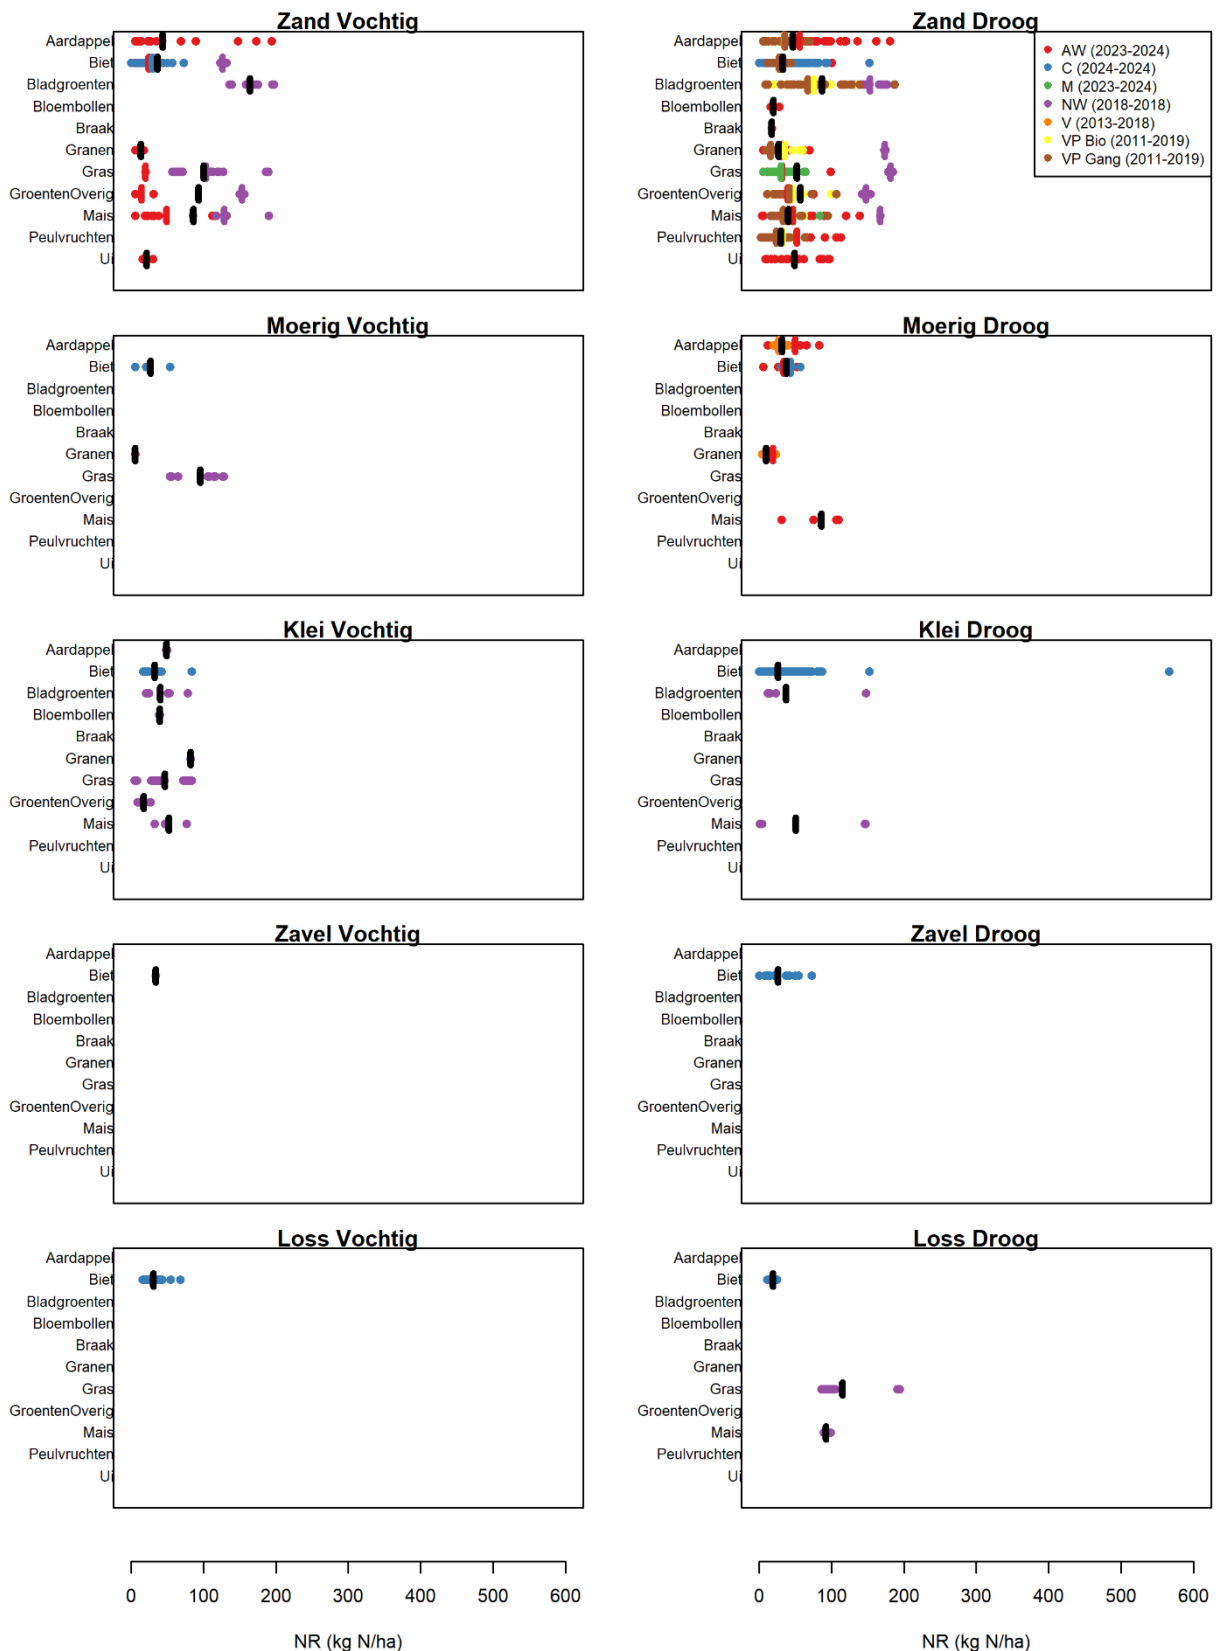 Zand Vochtig
Aardappel
Biet
Bladgroenten
Bloembollen
Braak
Granen
Gras
GroentenOverig
Mais
Peulvruchten
Ui
Zand Droog
Aardappel
Biet
Bladgroenten
Bloembollen
Braak
Granen
Gras
GroentenOverig
Mais
Peulvruchten
Ui
AW (2023-2024)
C (2024-2024)
M (2023-2024)
NW (2018-2018)
V (2013-2018)
VP Bio (2011-2019)
VP Gang (2011-2019)
Moerig Vochtig
Aardappel
Biet
Bladgroenten
Bloembollen
Braak
Granen
Gras
GroentenOverig
Mais
Peulvruchten
Ui
Moerig Droog
Aardappel
Biet
Bladgroenten
Bloembollen
Braak
Granen
Gras
GroentenOverig
Mais
Peulvruchten
Ui
Klei Vochtig
Aardappel
Biet
Bladgroenten
Bloembollen
Braak
Granen
Gras
GroentenOverig
Mais
Peulvruchten
Ui
Klei Droog
Aardappel
Biet
Bladgroenten
Bloembollen
Braak
Granen
Gras
GroentenOverig
Mais
Peulvruchten
Ui
Zavel Vochtig
Aardappel
Biet
Bladgroenten
Bloembollen
Braak
Granen
Gras
GroentenOverig
Mais
Peulvruchten
Ui
Zavel Droog
Aardappel
Biet
Bladgroenten
Bloembollen
Braak
Granen
Gras
GroentenOverig
Mais
Peulvruchten
Ui
Loss Vochtig
Aardappel
Biet
Bladgroenten
Bloembollen
Braak
Granen
Gras
GroentenOverig
Mais
Peulvruchten
Ui
0 100 200 300 400 500 600
NR (kg N/ha)
Loss Droog
Aardappel
Biet
Bladgroenten
Bloembollen
Braak
Granen
Gras
GroentenOverig
Mais
Peulvruchten
Ui
0 100 200 300 400 500 600
NR (kg N/ha)